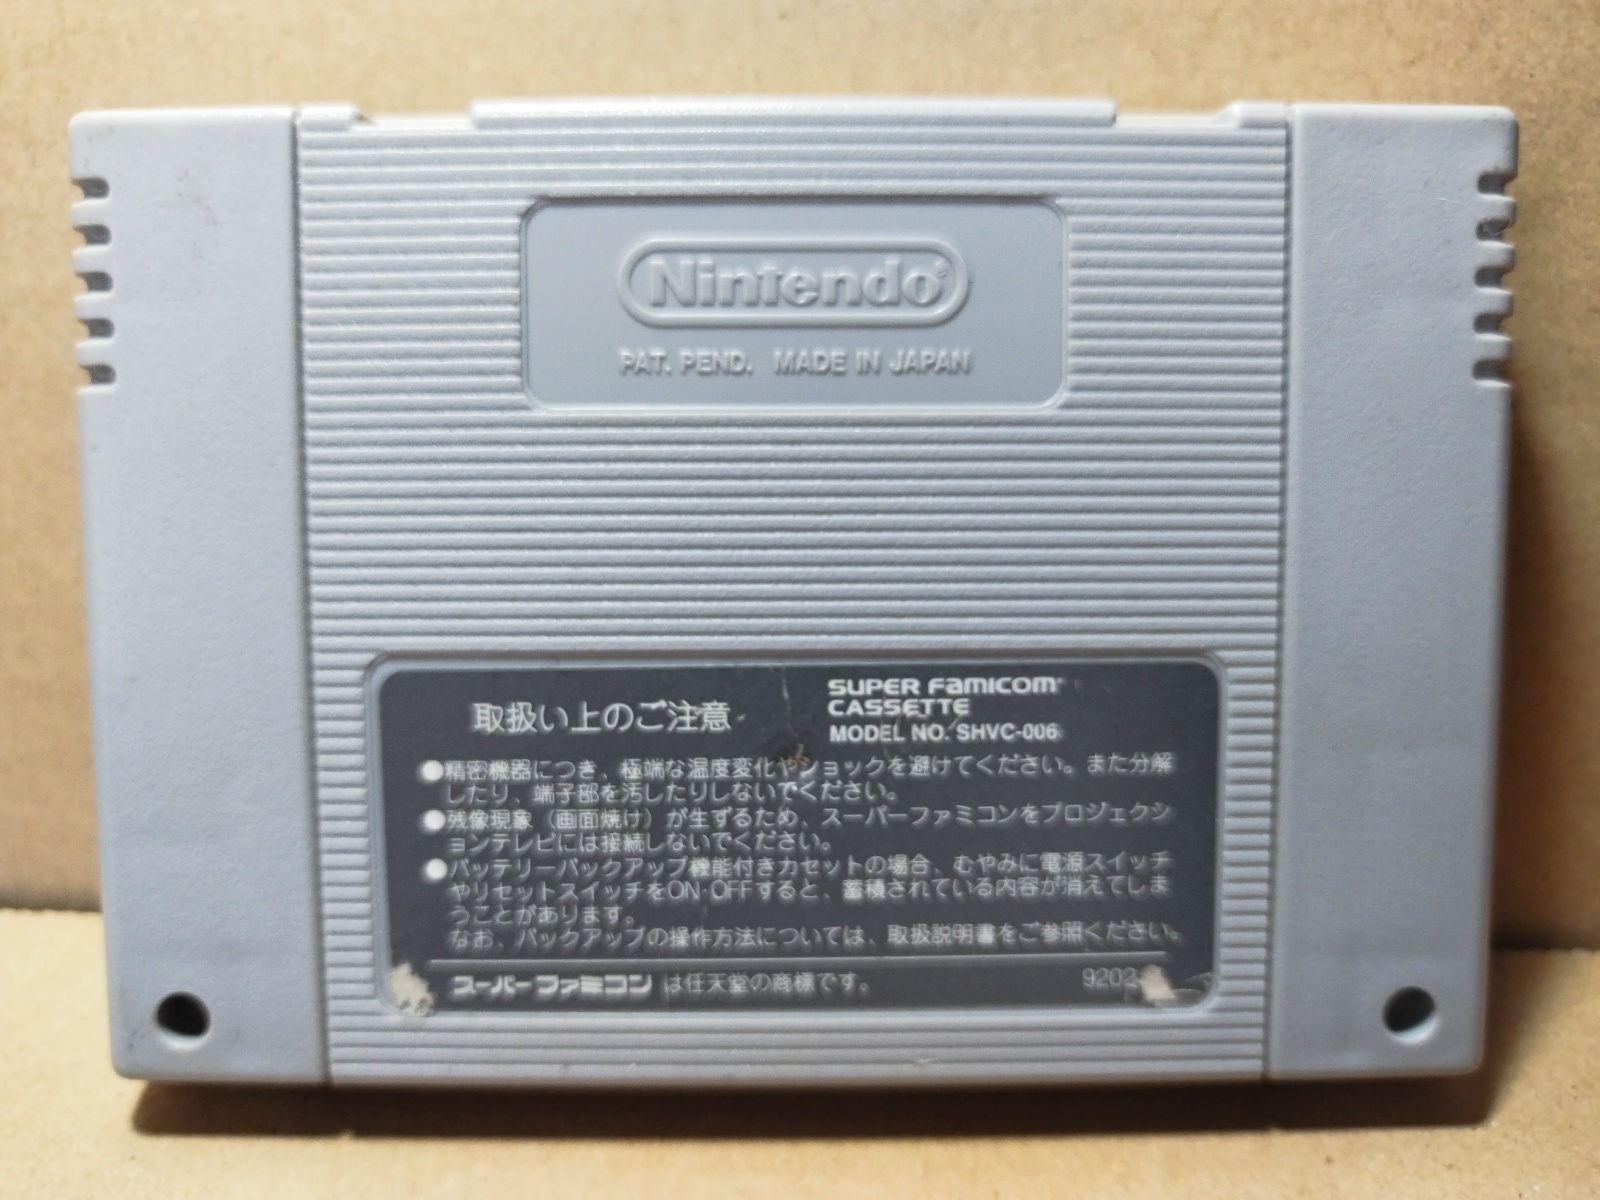 Nintendo®
PAT. PEND. MADE IN JAPAN
取扱い上のご注意
SUPER FAMICOM
CASSETTE
MODEL NO. SHVC-006
●精密機器につき、極端な温度変化やショックを避けてください。また分解
したり、端子部を汚したりしないでください。
●残像現象（画面焼け）が生ずるため、スーパーファミコンをプロジェクシ
ョンテレビには接続しないでください。
●バッテリーバックアップ機能付きカセットの場合、むやみに電源スイッチ
やリセットスイッチをON・OFFすると、蓄積されている内容が消えてしま
うことがあります。
なお、バックアップの操作方法については、取扱説明書をご参照ください。
スーパーファミコン は任天堂の商標です。
9202